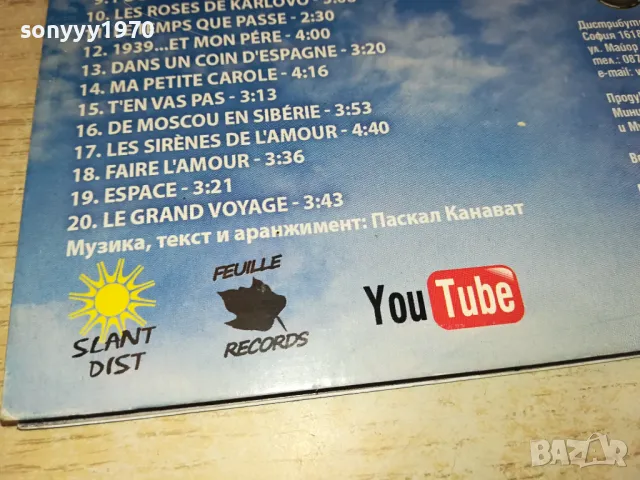 sonyyy1970
10. LES ROSES DE KARLOVO -
TEMPS QUE PASSE - 2:30
12. 1939...ET MON PÉRE - 4:00
13. DANS UN COIN D'ESPAGNE - 3:20
14. MA PETITE CAROLE - 4:16
15. T'EN VAS PAS - 3:13
16. DE MOSCOU EN SIBÉRIE - 3:53
17. LES SIRÈNES DE L'AMOUR - 4:40
18. FAIRE L'AMOUR - 3:36
19. ESPACE - 3:21
20. LE GRAND VOYAGE - 3:43
Музика, текст и аранжимент: Паскал Канават
SLANT
DIST
FEUILLE
RECORDS
You Tube
София 1618
ул. Майор
тел.: 087
e-mail:
BAZAR